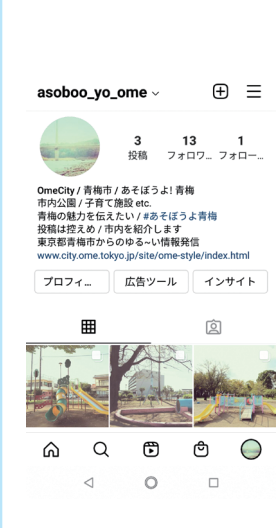 asoboo_yo_ome
3 13 1
投稿 フォロワ... フォロー...
OmeCity / 青梅市 / あそぼうよ! 青梅
市内公園 / 子育て施設 etc.
青梅の魅力を伝えたい / #あそぼうよ青梅
投稿は控えめ / 市内を紹介します
東京都青梅市からのゆる~い情報発信
www.city.ome.tokyo.jp/site/ome-style/index.html
プロフィ... 広告ツール インサイト